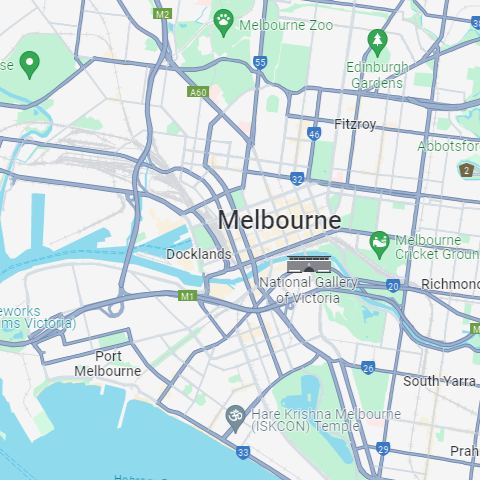 M2
Melbourne Zoo
38
55
Edinburgh
Gardens
se
A60
Fitzroy
46
Abbotsfor
2
32
Melbourne
Docklands
Melbourne
Cricket Groun
National Gallery
of Victoria
20
Richmond
M1
eworks
ms Victoria)
M
Port
Melbourne
26
South Yarra
Hare Krishna Melbourne
(ISKCON) Temple
33
29
Prah